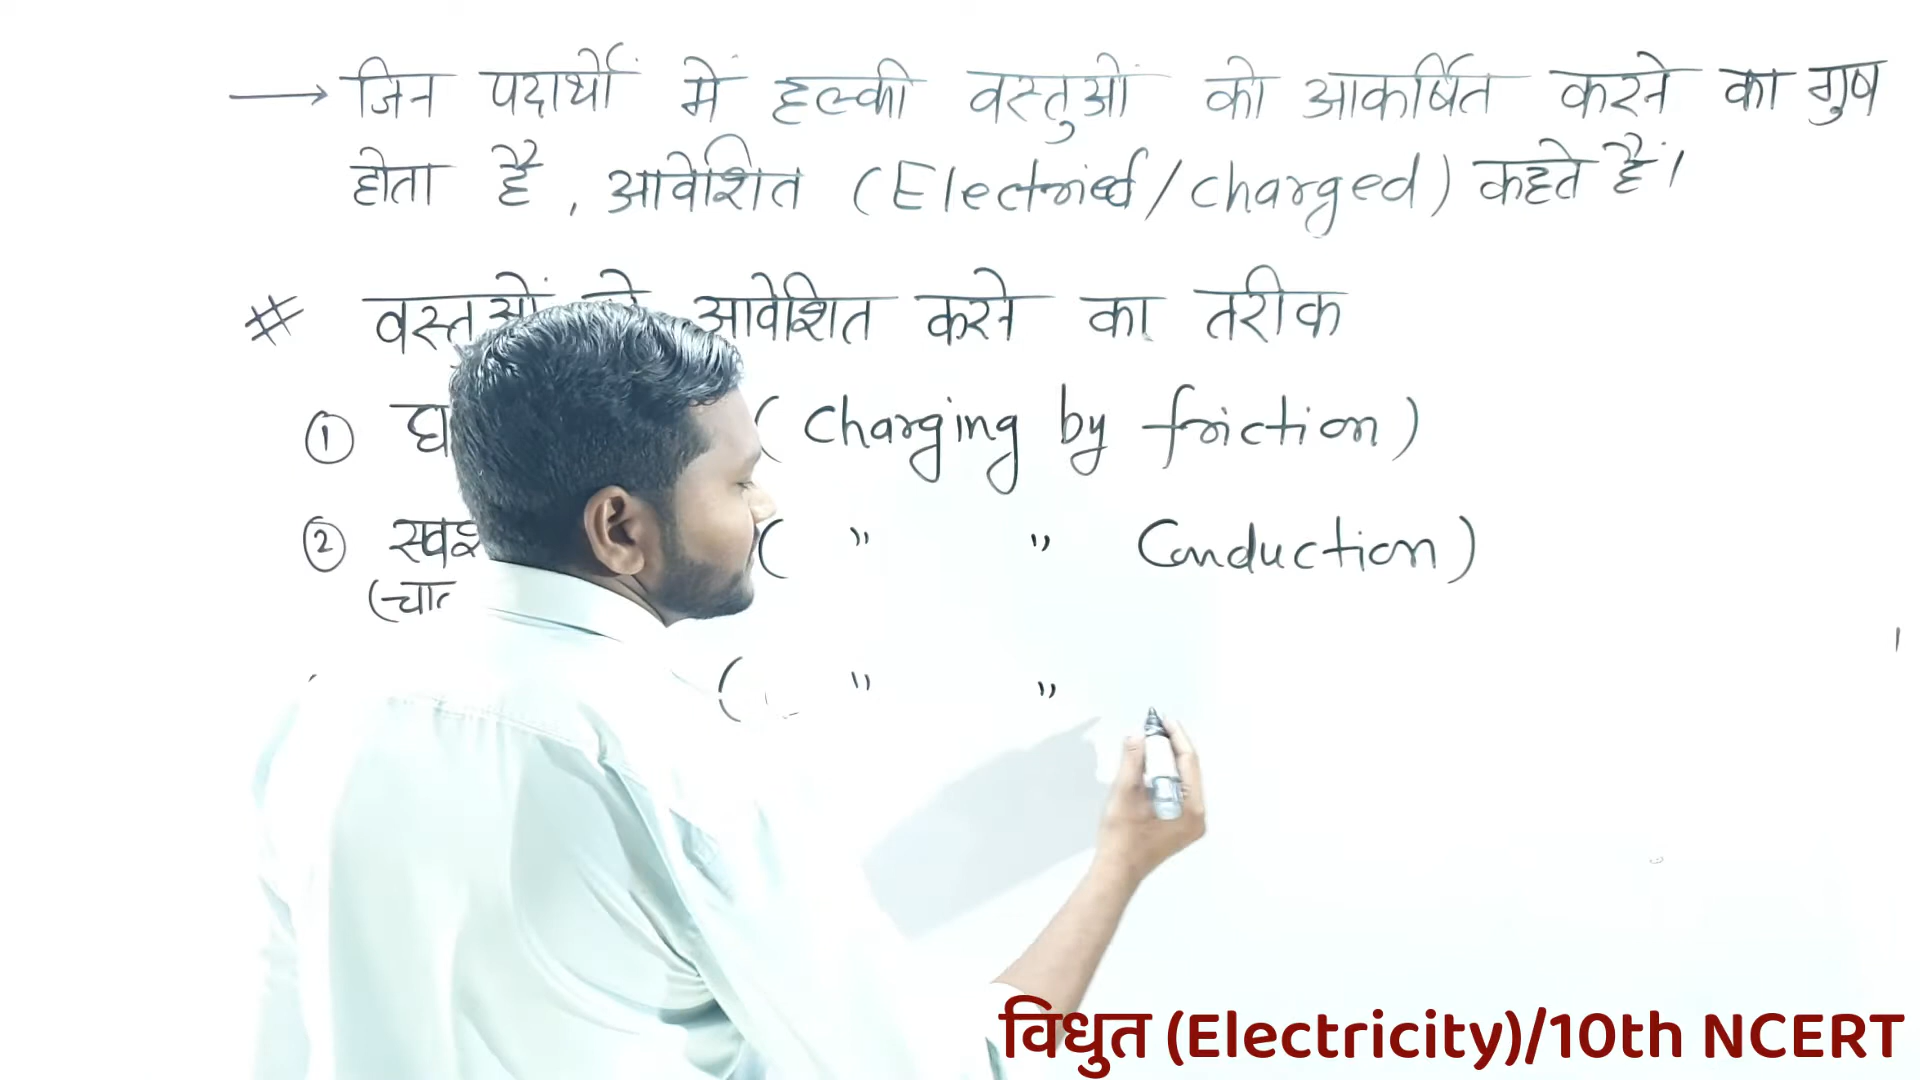 → जिन पदार्थों में हल्की वस्तुओं को आकर्षित करने का गुण
होता है, आवेशित (Electried/charged) कहते हैं।
# आवेशित करने का तरीक
① (Charging by friction)
② (" " Conduction)
(" "
विधुत (Electricity)/10th NCERT